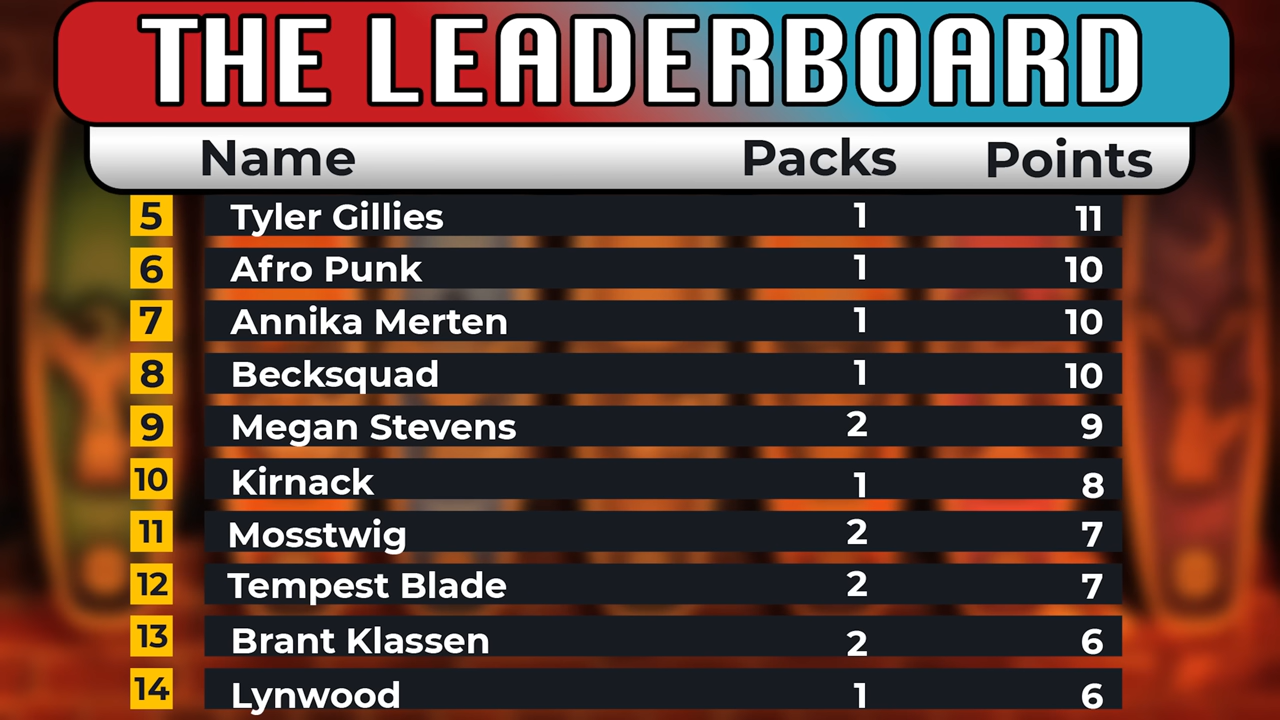 THE LEADERBOARD
Name Packs Points
5 Tyler Gillies 1 11
6 Afro Punk 1 10
7 Annika Merten 1 10
8 Becksquad 1 10
9 Megan Stevens 2 9
10 Kirnack 1 8
11 Mosstwig 2 7
12 Tempest Blade 2 7
13 Brant Klassen 2 6
14 Lynwood 1 6